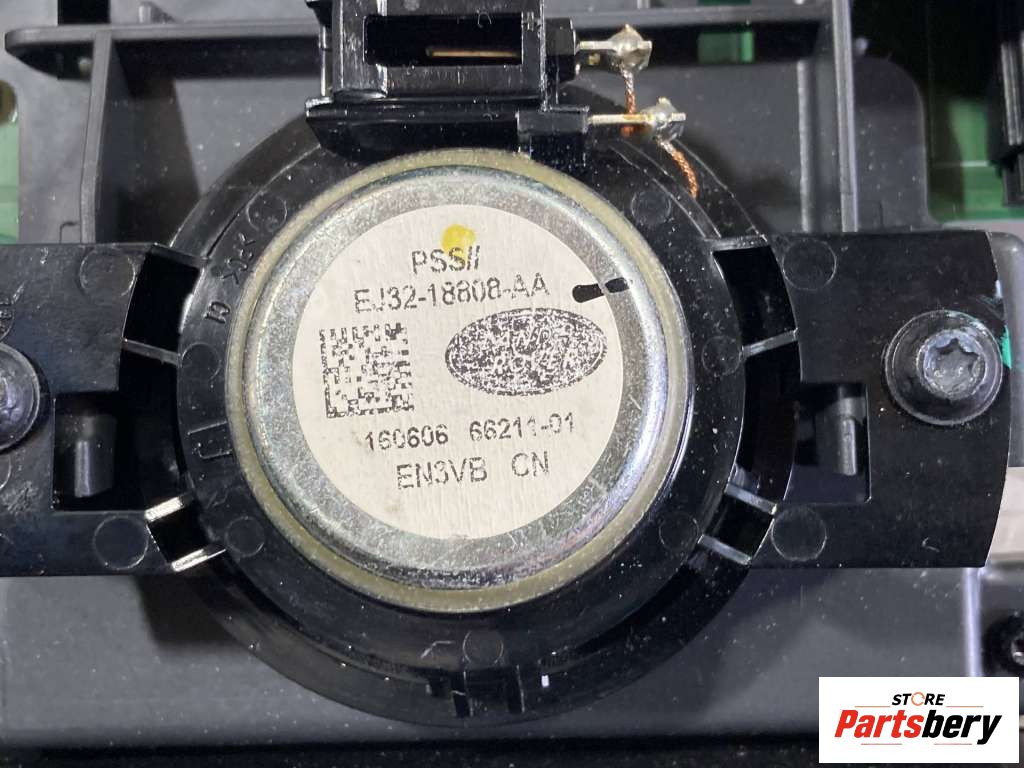 PSS//
EJ32-18808-AA
160606 66211-01
EN3VB CN
STORE
Partsbery